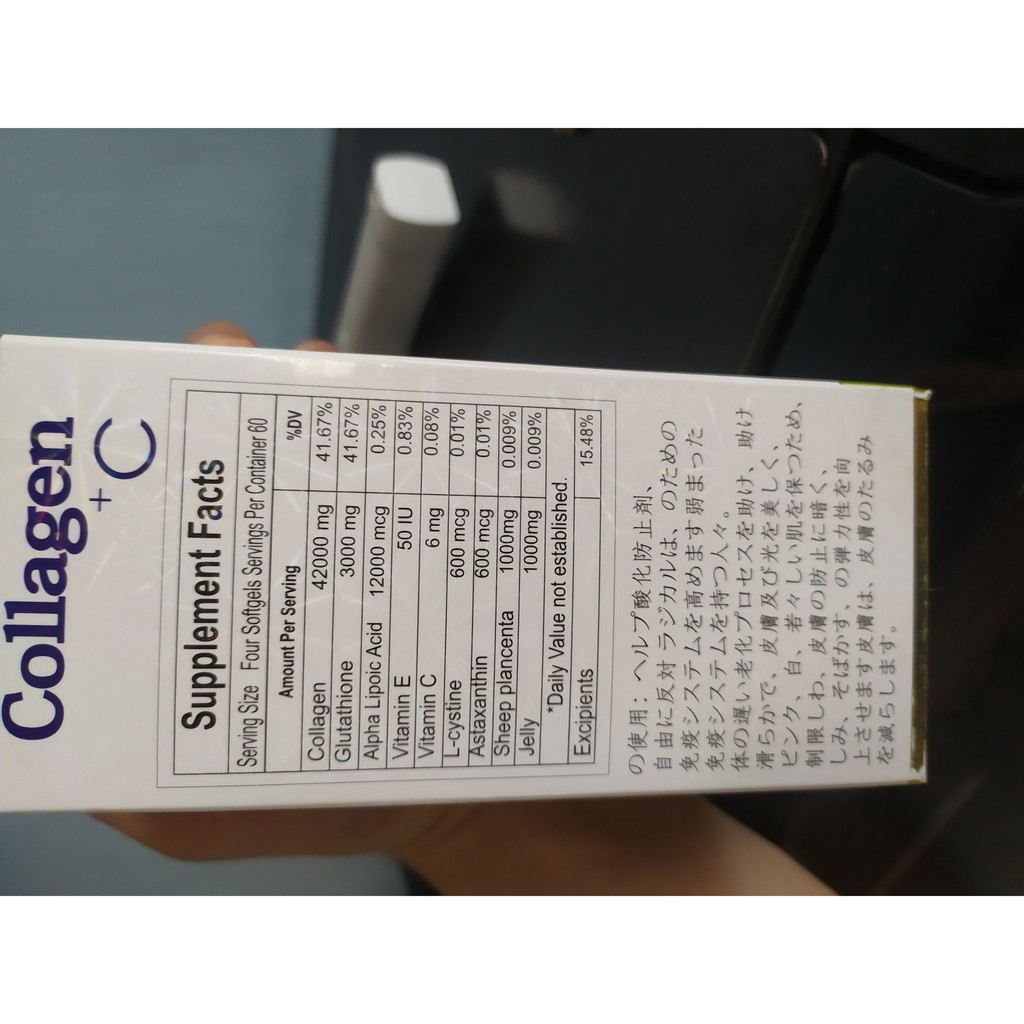 Collagen
+ C
Supplement Facts
Serving Size Four Softgels Servings Per Container 60
Amount Per Serving %DV
Collagen 42000 mg 41.67%
Glutathione 3000 mg 41.67%
Alpha Lipoic Acid 12000 mcg 0.25%
Vitamin E 50 IU 0.83%
Vitamin C 6 mg 0.08%
L-cystine 600 mcg 0.01%
Astaxanthin 600 mcg 0.01%
Sheep plancenta 1000mg 0.009%
Jelly 1000mg 0.009%
*Daily Value not established.
Excipients 15.48%
の使用：ヘルプ酸化防止剤、
自由に反対ラジカルは、のための
免疫システムを高めます弱まった
免疫システムを持つ人々。
体の遅い老化プロセスを助け、助け
滑らかで、皮膚及び光を美しく、
ピンク、白、若々しい肌を保つため、
制限しわ、皮膚の防止に暗く、
しみ、そばかす、の弾力性を向
上させます皮膚は、皮膚のたるみ
を減らします。